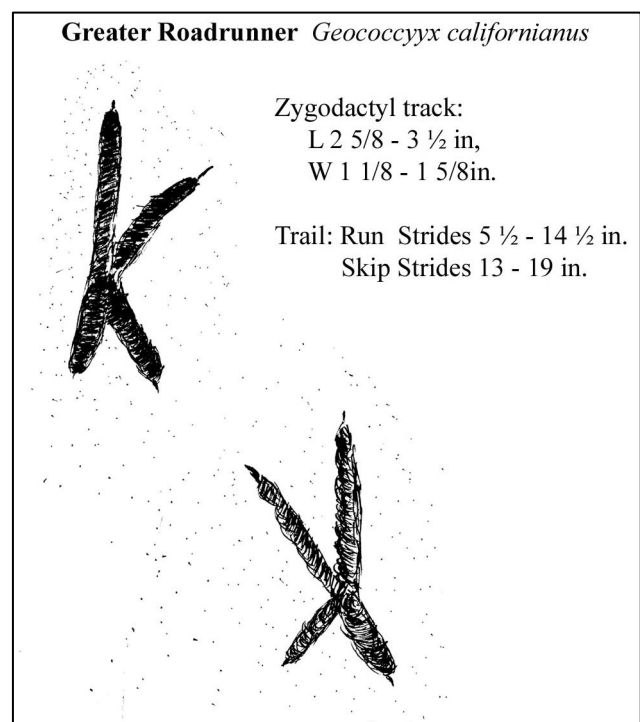 Greater Roadrunner Geococcyyx californianus
Zygodactyl track:
L 2 5/8 - 3 ½ in,
W 1 1/8 - 1 5/8in.
Trail: Run Strides 5 ½ - 14 ½ in.
Skip Strides 13 - 19 in.